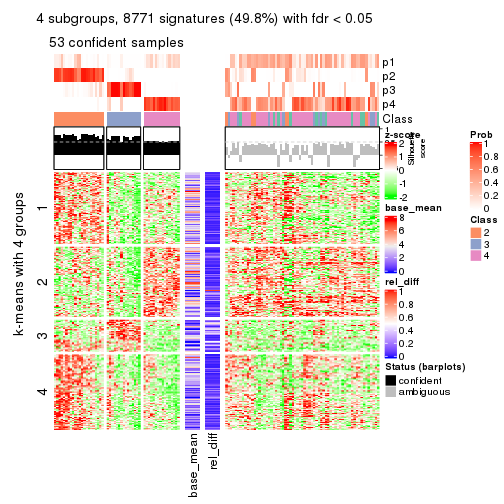 4 subgroups, 8771 signatures (49.8%) with fdr < 0.05
53 confident samples
p1
p2
p3
p4
Class
1
Silhouette
score
k-means with 4 groups
1
2
3
4
base_mean
rel_diff
z-score
2
1
0
-1
-2
base_mean
8
6
4
2
0
rel_diff
1
0.8
0.6
0.4
0.2
0
Status (barplots)
confident
ambiguous
Prob
1
0.8
0.6
0.4
0.2
0
Class
2
3
4